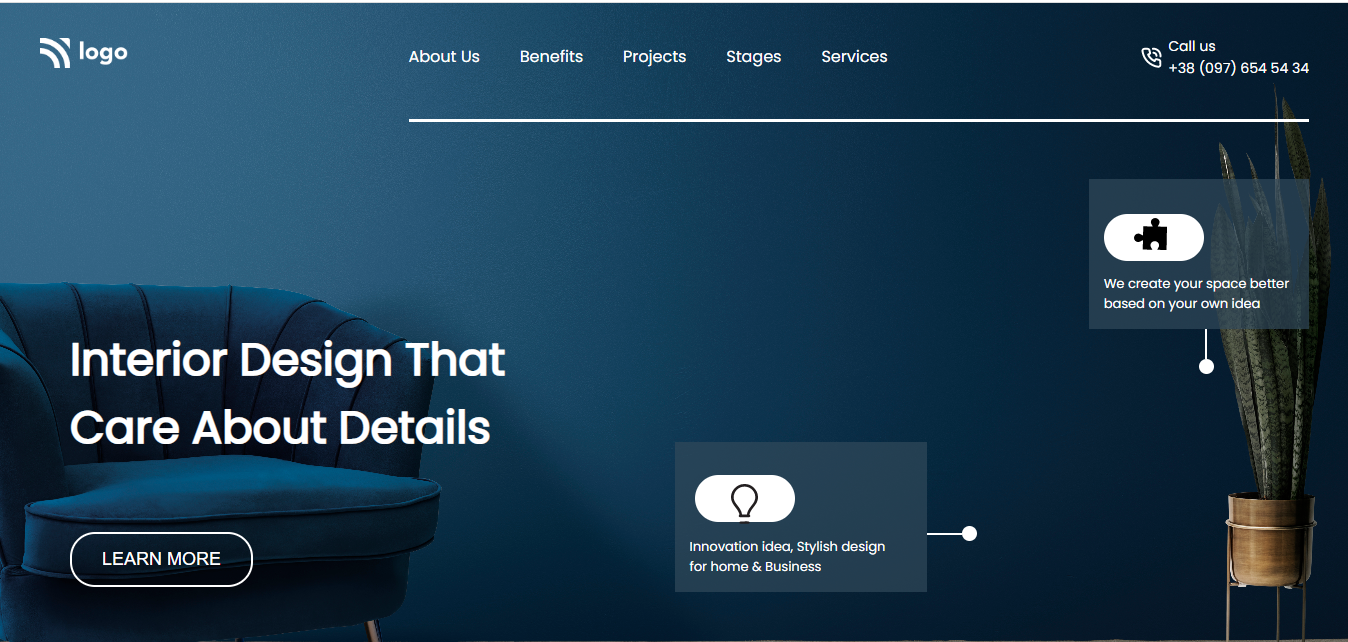 logo
About Us
Benefits
Projects
Stages
Services
Call us
+38 (097) 654 54 34
We create your space better
based on your own idea
Interior Design That
Care About Details
Innovation idea, Stylish design
for home & Business
LEARN MORE